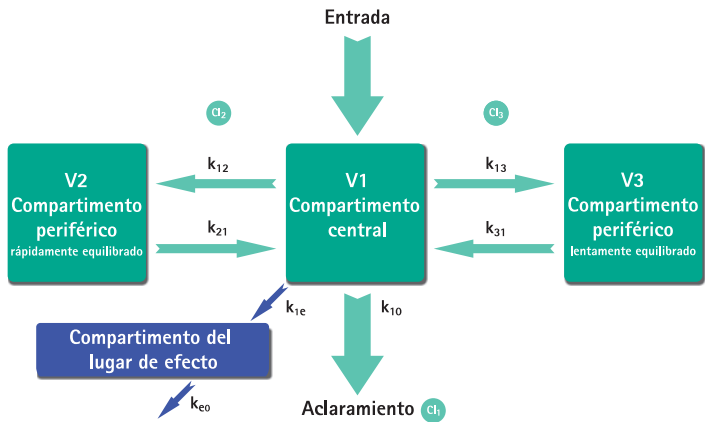 Entrada
Cl₂
Cl₃
V2
Compartimento
periférico
rápidamente equilibrado
k₁₂
k₂₁
V1
Compartimento
central
k₁₃
k₃₁
V3
Compartimento
periférico
lentamente equilibrado
k₁ₑ
k₁₀
Compartimento del
lugar de efecto
kₑ₀
Aclaramiento Cl₁